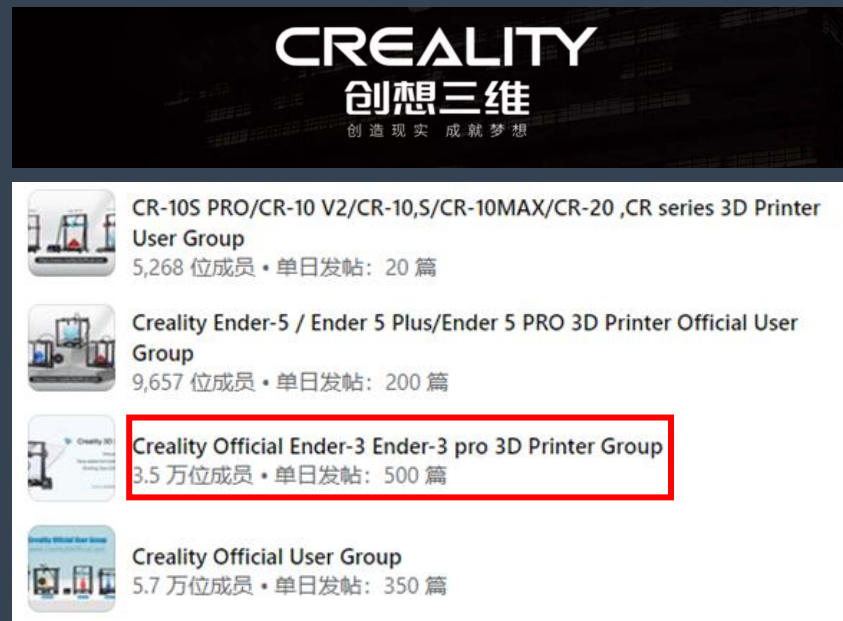 CREALITY
创想三维
创造现实 成就梦想
CR-10S PRO/CR-10 V2/CR-10,S/CR-10MAX/CR-20 ,CR series 3D Printer
User Group
5,268 位成员 • 单日发帖：20 篇
Creality Ender-5 / Ender 5 Plus/Ender 5 PRO 3D Printer Official User
Group
9,657 位成员 • 单日发帖：200 篇
Creality Official Ender-3 Ender-3 pro 3D Printer Group
3.5 万位成员 • 单日发帖：500 篇
Creality Official User Group
5.7 万位成员 • 单日发帖：350 篇